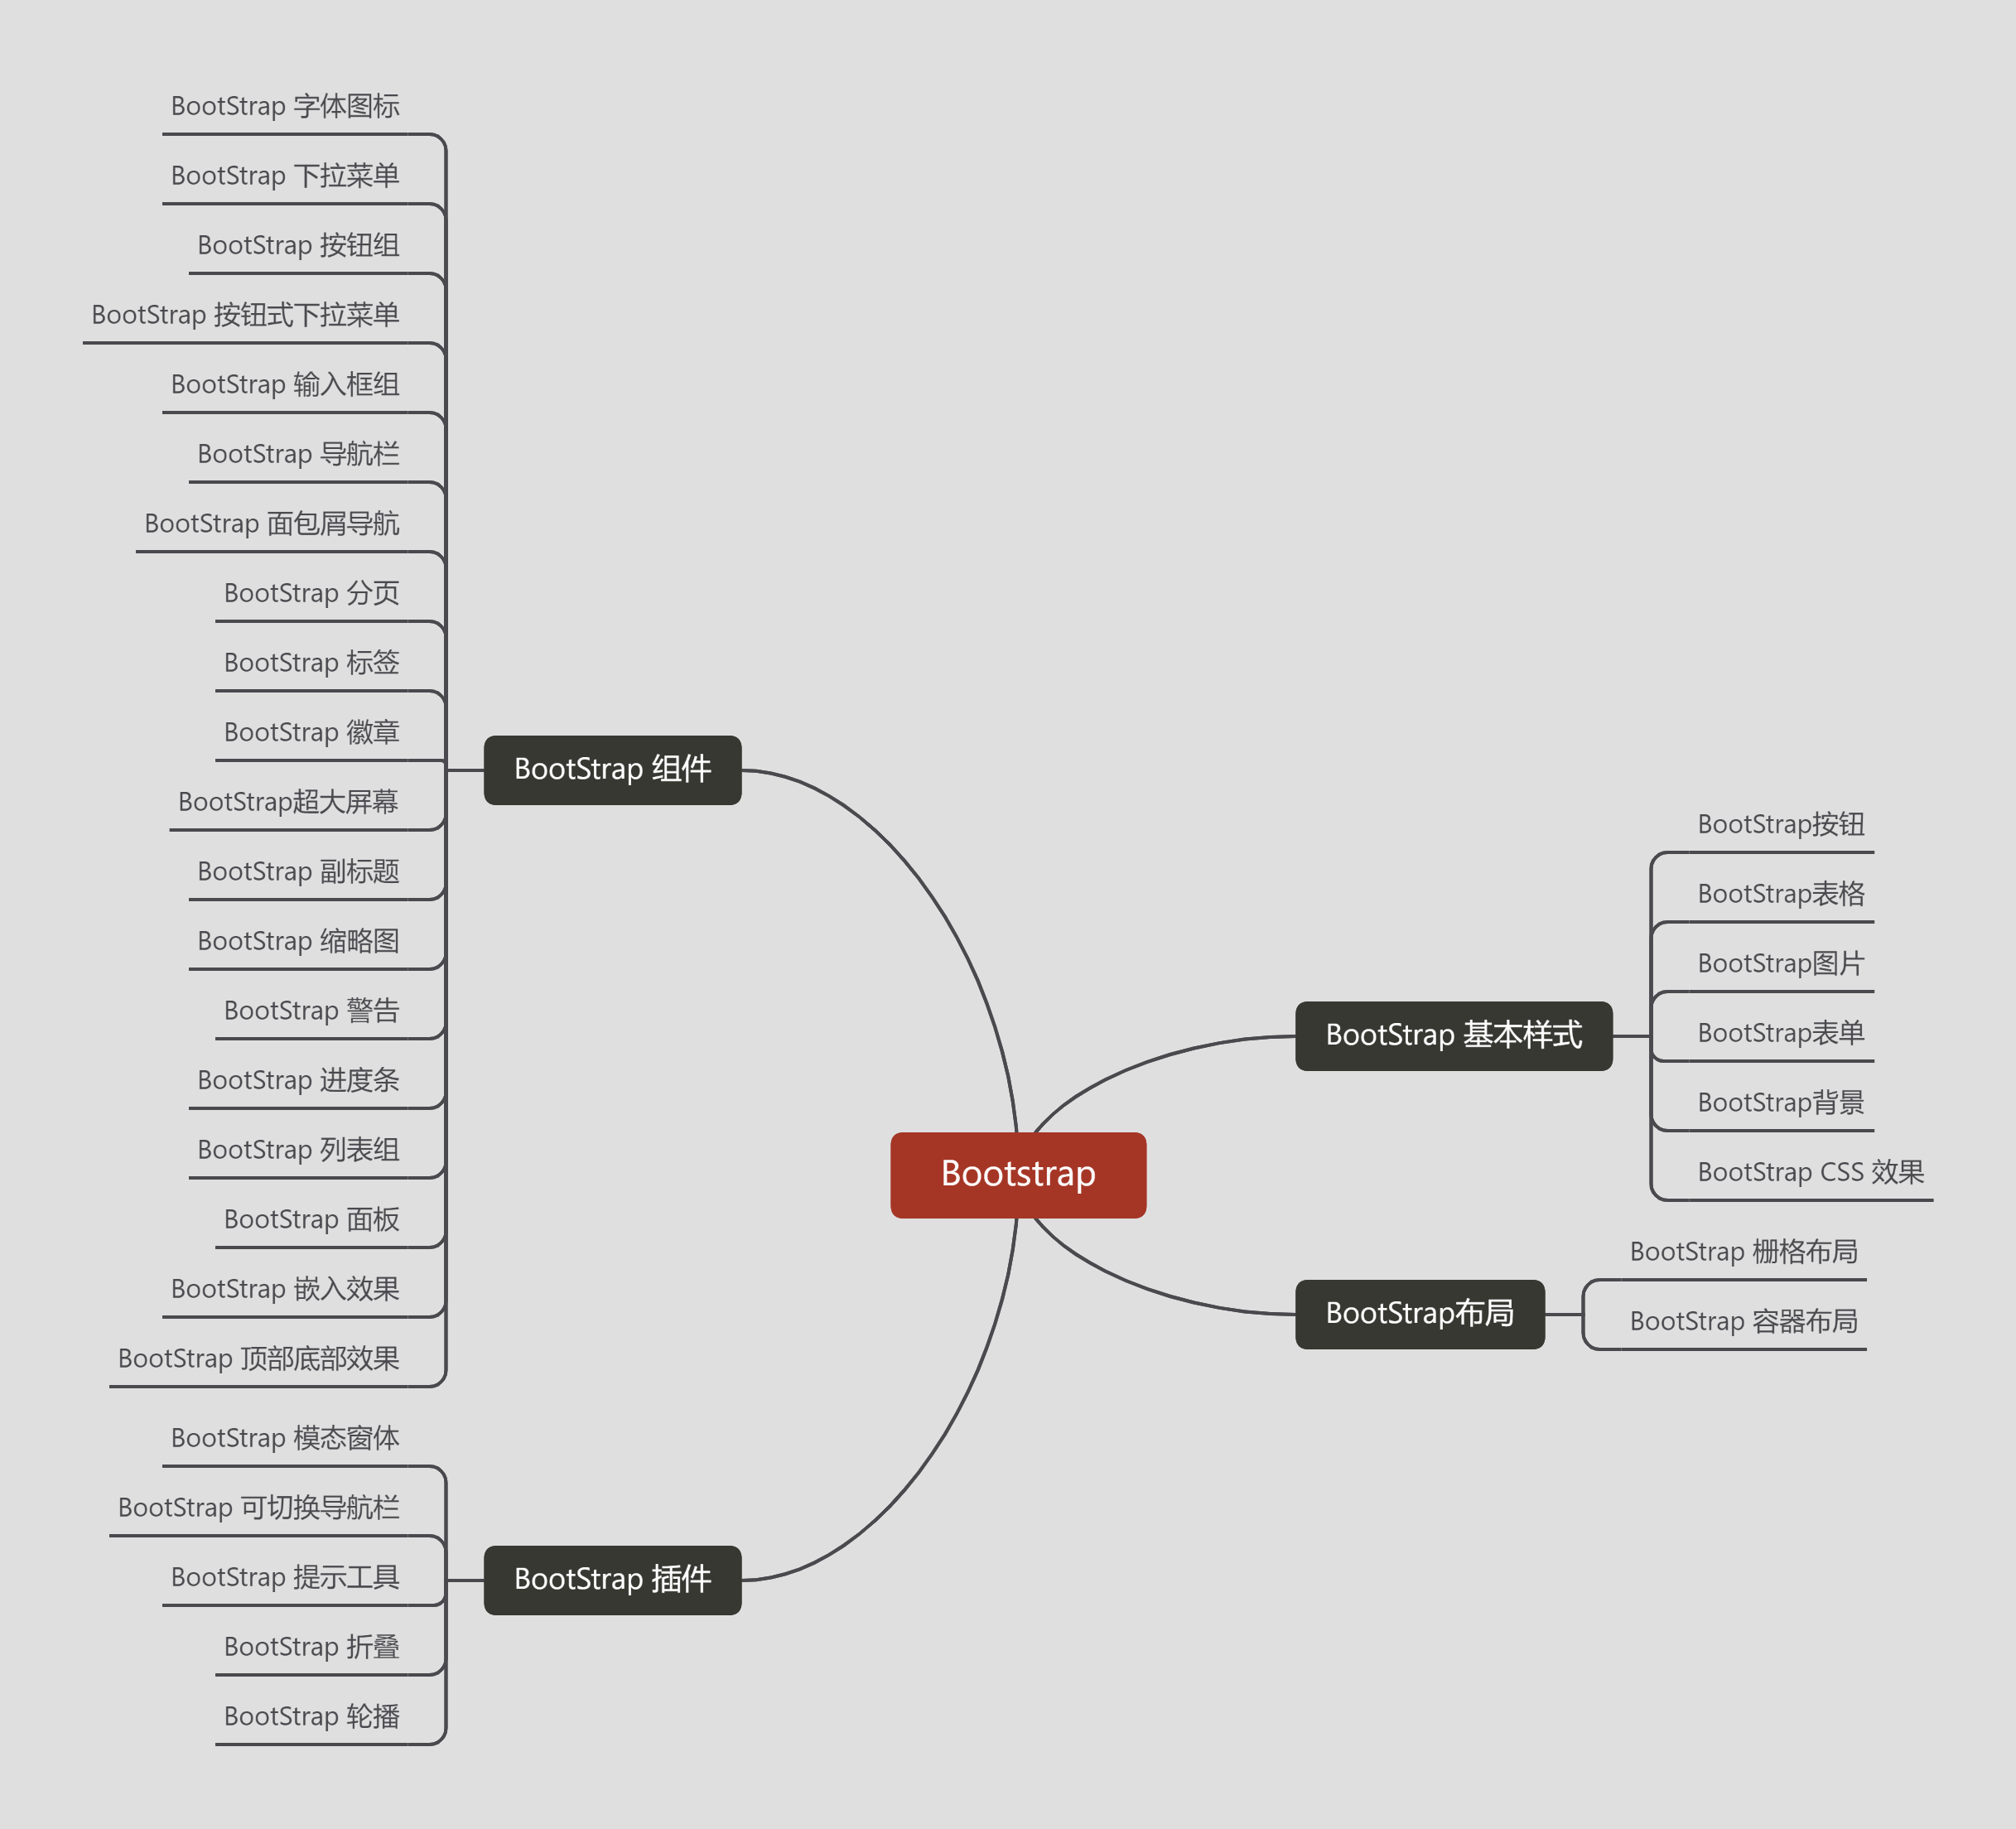 BootStrap 字体图标
BootStrap 下拉菜单
BootStrap 按钮组
BootStrap 按钮式下拉菜单
BootStrap 输入框组
BootStrap 导航栏
BootStrap 面包屑导航
BootStrap 分页
BootStrap 标签
BootStrap 徽章
BootStrap超大屏幕
BootStrap 副标题
BootStrap 缩略图
BootStrap 警告
BootStrap 进度条
BootStrap 列表组
BootStrap 面板
BootStrap 嵌入效果
BootStrap 顶部底部效果
BootStrap 组件
BootStrap 模态窗体
BootStrap 可切换导航栏
BootStrap 提示工具
BootStrap 折叠
BootStrap 轮播
BootStrap 插件
Bootstrap
BootStrap 基本样式
BootStrap按钮
BootStrap表格
BootStrap图片
BootStrap表单
BootStrap背景
BootStrap CSS 效果
BootStrap布局
BootStrap 栅格布局
BootStrap 容器布局